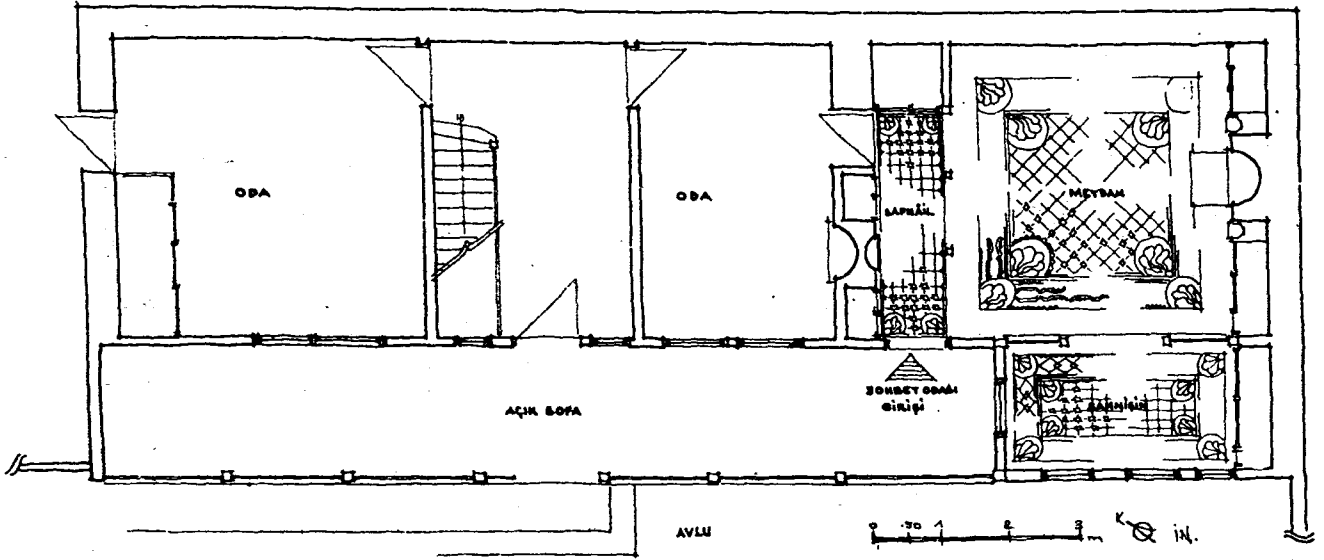 ODA
ODA
MEYDAN
AÇIK SOFA
SOHBET ODASI
GİRİŞİ
AVLU
0 .50 1 2 3 m
K
İN.